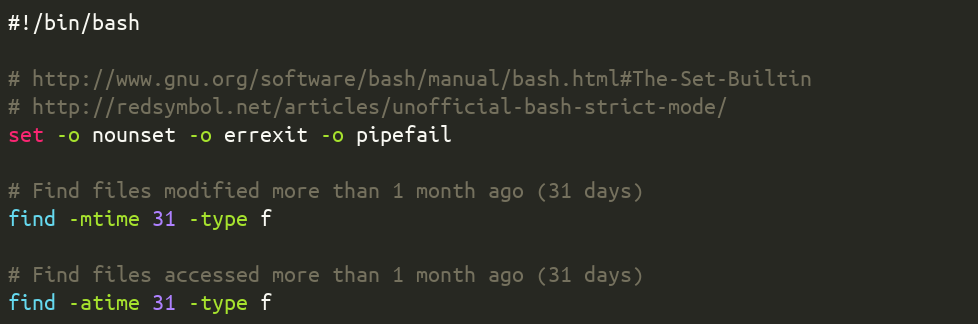 #!/bin/bash
# http://www.gnu.org/software/bash/manual/bash.html#The-Set-Builtin
# http://redsymbol.net/articles/unofficial-bash-strict-mode/
set -o nounset -o errexit -o pipefail
# Find files modified more than 1 month ago (31 days)
find -mtime 31 -type f
# Find files accessed more than 1 month ago (31 days)
find -atime 31 -type f